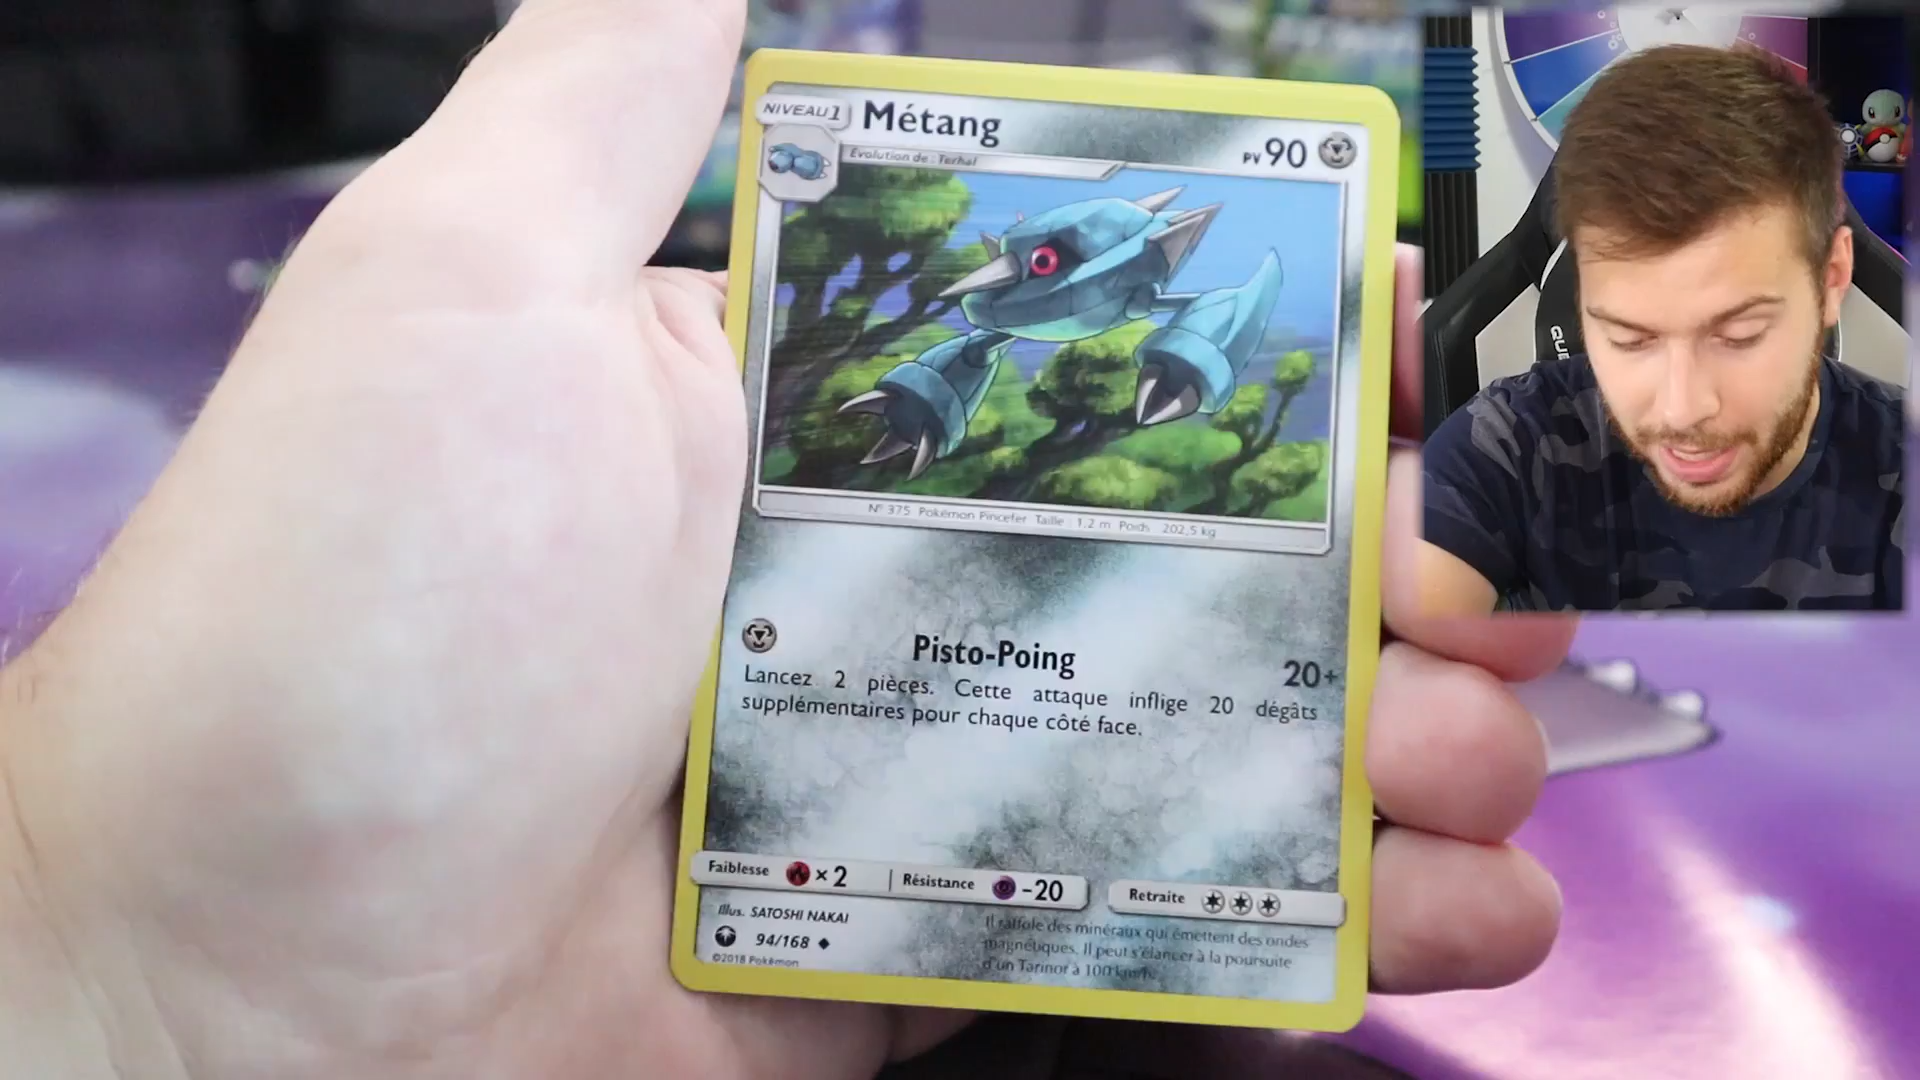 NIVEAU 1
Métang
PV 90
Évolution de : Terhal
N° 375 Pokémon Pincefer Taille : 1,2 m Poids : 202,5 kg
Pisto-Poing
20+
Lancez 2 pièces. Cette attaque inflige 20 dégâts
supplémentaires pour chaque côté face.
Faiblesse × 2
Résistance -20
Retraite
Illus. SATOSHI NAKAI
94/168
©2018 Pokémon
Il raffole des minéraux qui émettent des ondes
magnétiques. Il peut s'élancer à la poursuite
d'un Tarinor à 100 km/h.
QUE